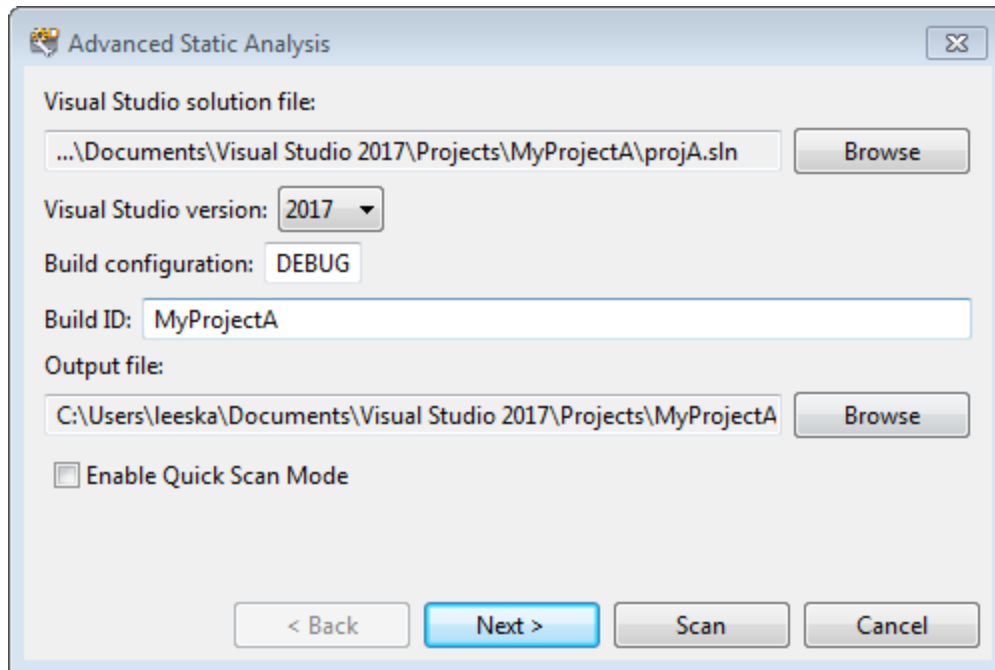 Advanced Static Analysis
Visual Studio solution file:
...\Documents\Visual Studio 2017\Projects\MyProjectA\projA.sln Browse
Visual Studio version: 2017
Build configuration: DEBUG
Build ID: MyProjectA
Output file:
C:\Users\leeska\Documents\Visual Studio 2017\Projects\MyProjectA Browse
Enable Quick Scan Mode
< Back Next > Scan Cancel